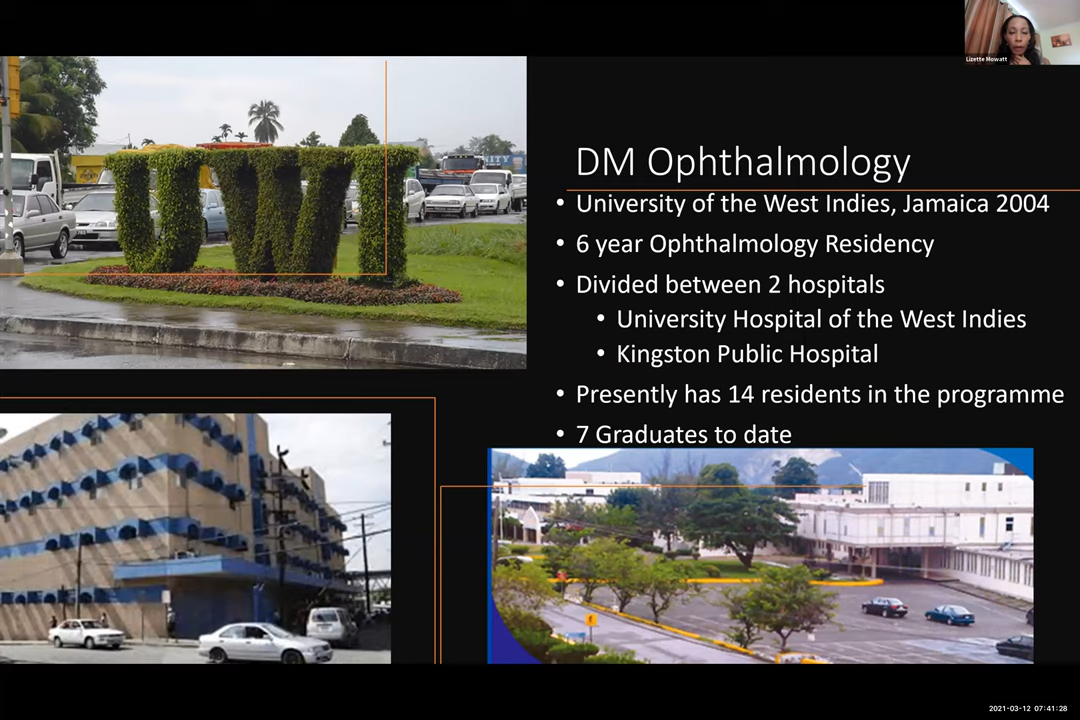 Lizette Mowatt
UWI
DM Ophthalmology
• University of the West Indies, Jamaica 2004
• 6 year Ophthalmology Residency
• Divided between 2 hospitals
• University Hospital of the West Indies
• Kingston Public Hospital
• Presently has 14 residents in the programme
• 7 Graduates to date
2021-03-12 07:41:28